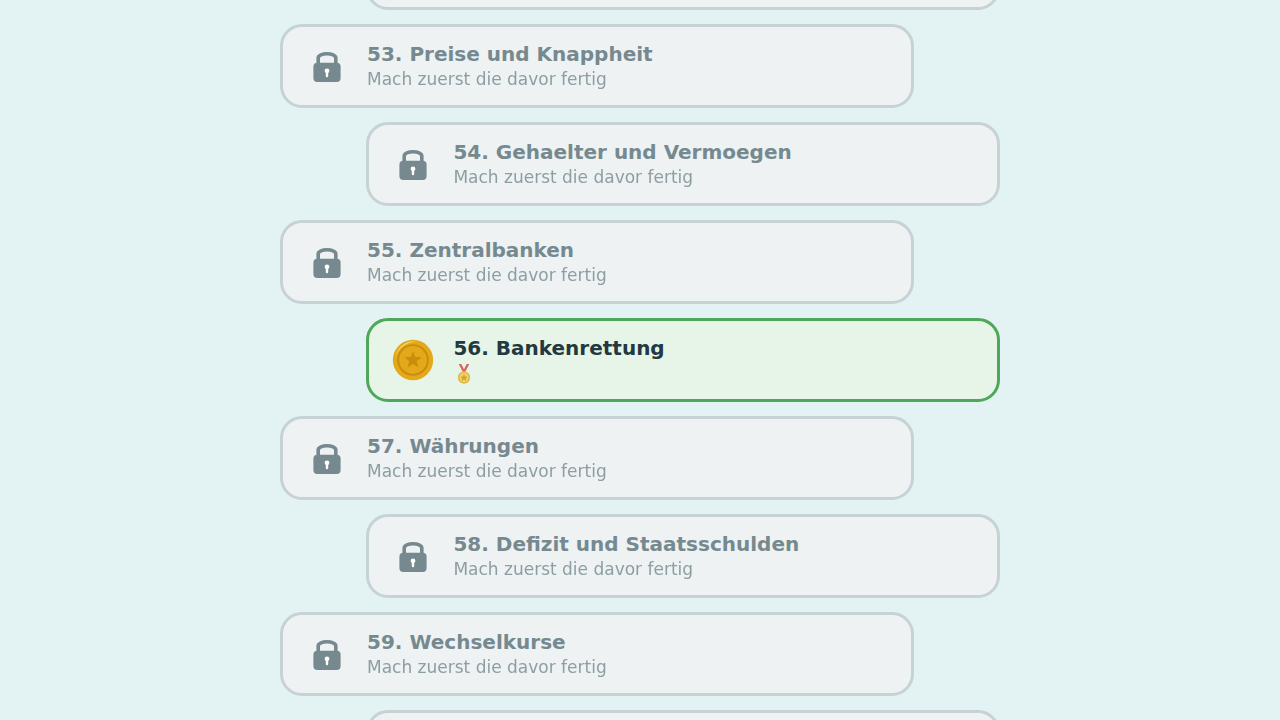 53. Preise und Knappheit
Mach zuerst die davor fertig
54. Gehaelter und Vermoegen
Mach zuerst die davor fertig
55. Zentralbanken
Mach zuerst die davor fertig
56. Bankenrettung
57. Währungen
Mach zuerst die davor fertig
58. Defizit und Staatsschulden
Mach zuerst die davor fertig
59. Wechselkurse
Mach zuerst die davor fertig